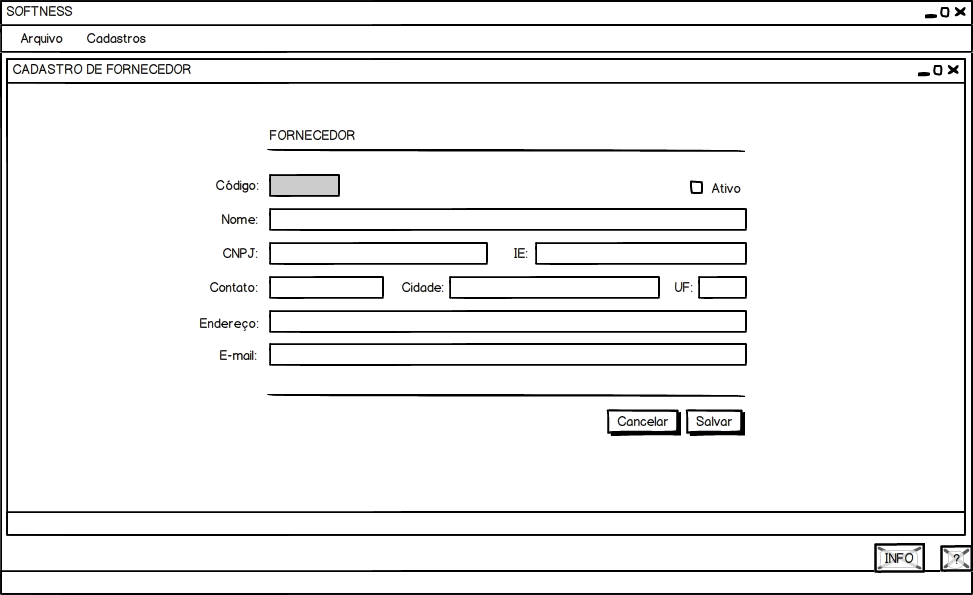 SOFTNESS
Arquivo Cadastros
CADASTRO DE FORNECEDOR
FORNECEDOR
Código: Ativo
Nome:
CNPJ: IE:
Contato: Cidade: UF:
Endereço:
E-mail:
Cancelar Salvar
INFO ?